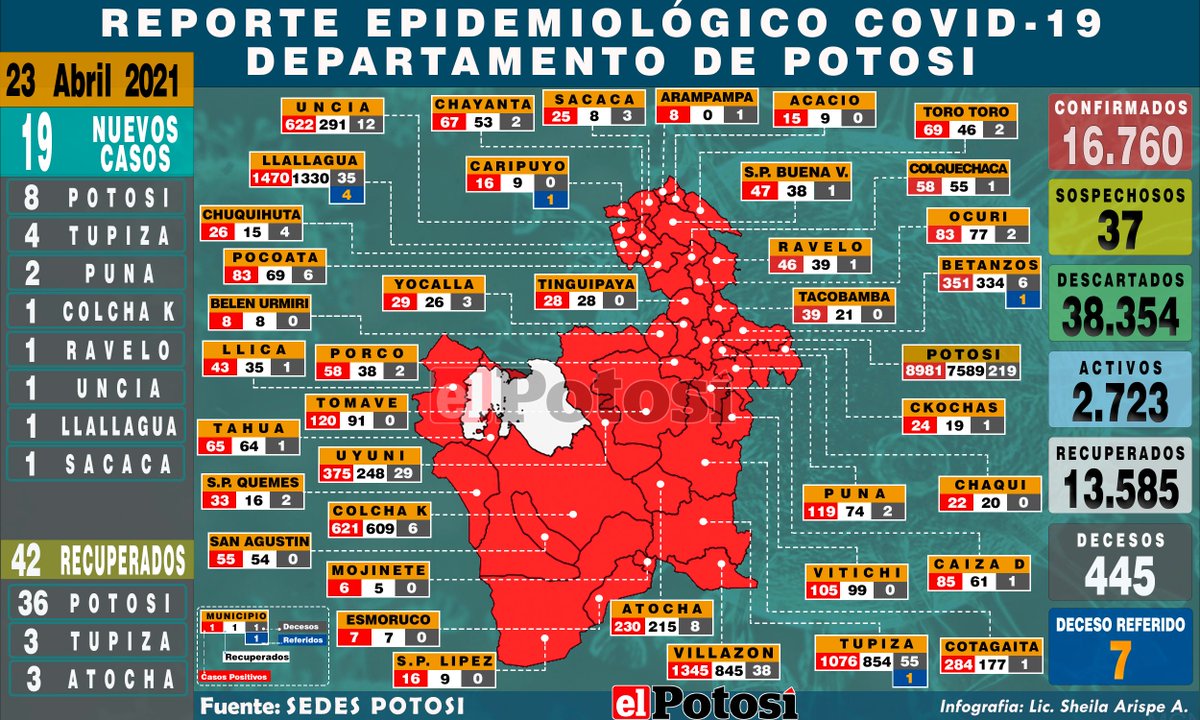 REPORTE EPIDEMIOLÓGICO COVID-19
DEPARTAMENTO DE POTOSI
23 Abril 2021
19 NUEVOS CASOS
8 POTOSI
4 TUPIZA
2 PUNA
1 COLCHA K
1 RAVELO
1 UNCIA
1 LLALLAGUA
1 SACACA
42 RECUPERADOS
36 POTOSI
3 TUPIZA
3 ATOCHA
UNCIA
622 291 12
CHAYANTA
67 53 2
SACACA
25 8 3
ARAMPAMPA
8 0 1
ACACIO
15 9 0
TORO TORO
69 46 2
LLALLAGUA
1470 1330 35
4
CARIPUYO
16 9 0
1
S.P. BUENA V.
47 38 1
COLQUECHACA
58 55 1
CHUQUIHUTA
26 15 4
OCURI
83 77 2
POCOATA
83 69 6
RAVELO
46 39 1
YOCALLA
29 26 3
TINGUIPAYA
28 28 0
BETANZOS
351 334 6
1
BELEN URMIRI
8 8 0
TACOBAMBA
39 21 0
LLICA
43 35 1
PORCO
58 38 2
POTOSI
8981 7589 219
TOMAVE
120 91 0
CKOCHAS
24 19 1
TAHUA
65 64 1
UYUNI
375 248 29
S.P. QUEMES
33 16 2
PUNA
119 74 2
CHAQUI
22 20 0
COLCHA K
621 609 6
SAN AGUSTIN
55 54 0
MOJINETE
6 5 0
VITICHI
105 99 0
CAIZA D
85 61 1
ESMORUCO
7 7 0
ATOCHA
230 215 8
S.P. LIPEZ
16 9 0
VILLAZON
1345 845 38
TUPIZA
1076 854 55
1
COTAGAITA
284 177 1
MUNICIPIO
1 1 1
1
Decesos
Referidos
Recuperados
Casos Positivos
el Potosí
CONFIRMADOS
16.760
SOSPECHOSOS
37
DESCARTADOS
38.354
ACTIVOS
2.723
RECUPERADOS
13.585
DECESOS
445
DECESO REFERIDO
7
Fuente: SEDES POTOSI
el Potosí
Infografia: Lic. Sheila Arispe A.